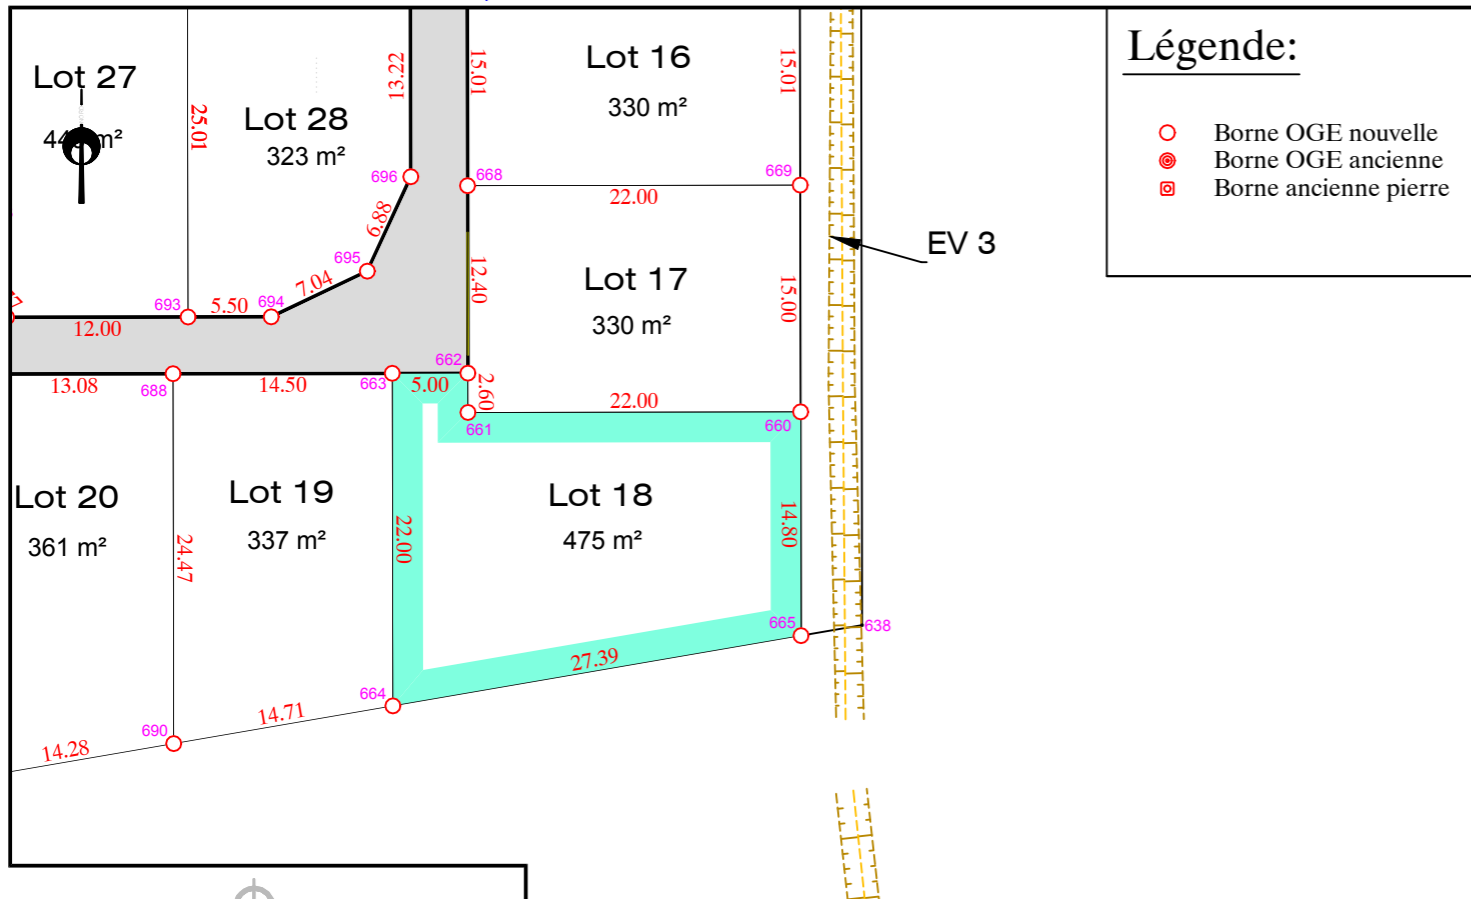 Lot 27
Lot 28
323 m²
25.01
13.22
15.01
Lot 16
330 m²
15.01
Légende:
Borne OGE nouvelle
Borne OGE ancienne
Borne ancienne pierre
696
668
669
22.00
6.88
695
7.04
693
5.50
694
12.00
12.40
Lot 17
330 m²
15.00
EV 3
662
13.08
688
14.50
663
5.00
2.60
22.00
661
660
Lot 20
361 m²
24.47
Lot 19
337 m²
22.00
Lot 18
475 m²
14.80
665
638
27.39
664
14.71
690
14.28